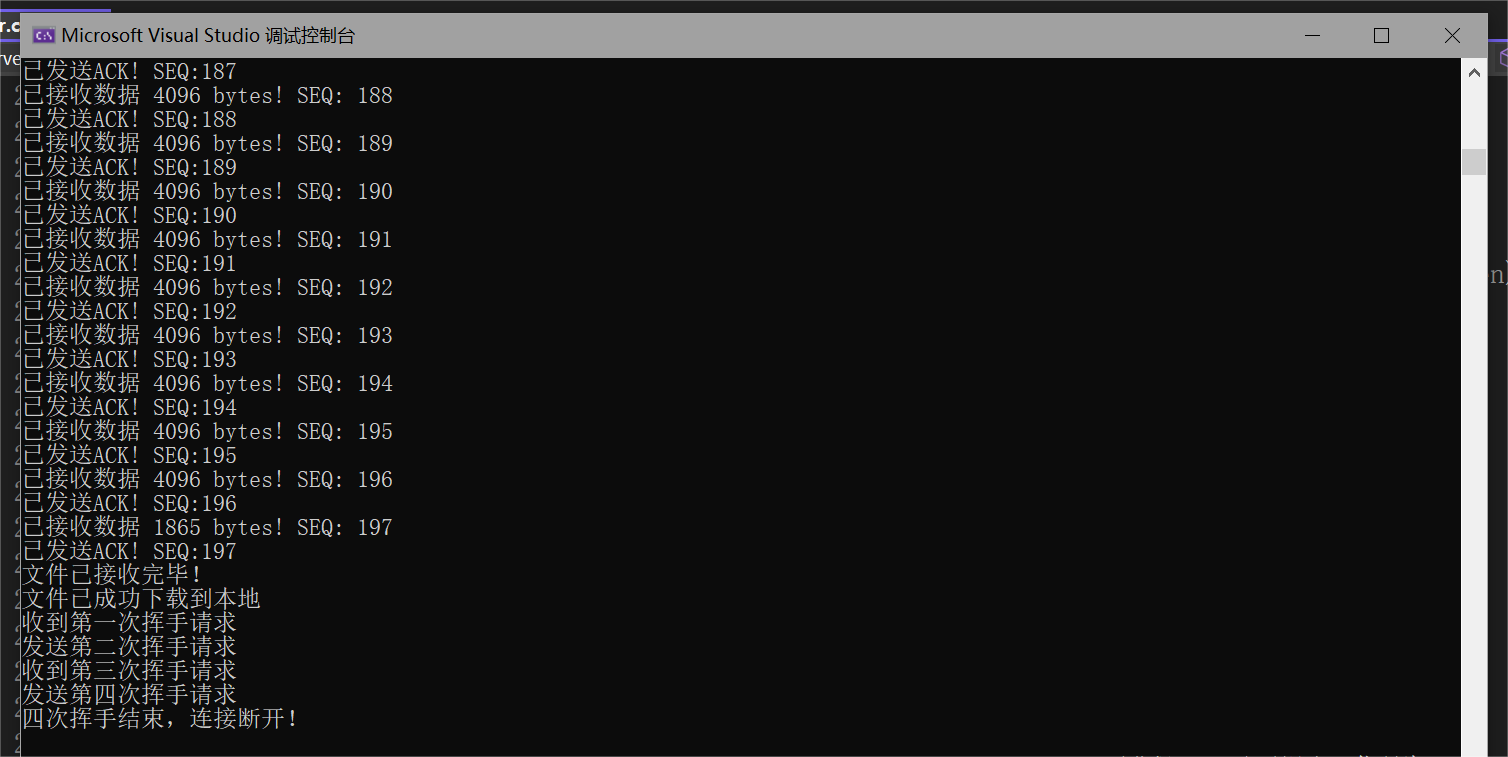 Microsoft Visual Studio 调试控制台
已发送ACK! SEQ:187
已接收数据 4096 bytes! SEQ: 188
已发送ACK! SEQ:188
已接收数据 4096 bytes! SEQ: 189
已发送ACK! SEQ:189
已接收数据 4096 bytes! SEQ: 190
已发送ACK! SEQ:190
已接收数据 4096 bytes! SEQ: 191
已发送ACK! SEQ:191
已接收数据 4096 bytes! SEQ: 192
已发送ACK! SEQ:192
已接收数据 4096 bytes! SEQ: 193
已发送ACK! SEQ:193
已接收数据 4096 bytes! SEQ: 194
已发送ACK! SEQ:194
已接收数据 4096 bytes! SEQ: 195
已发送ACK! SEQ:195
已接收数据 4096 bytes! SEQ: 196
已发送ACK! SEQ:196
已接收数据 1865 bytes! SEQ: 197
已发送ACK! SEQ:197
文件已接收完毕!
文件已成功下载到本地
收到第一次挥手请求
发送第二次挥手请求
收到第三次挥手请求
发送第四次挥手请求
四次挥手结束，连接断开!